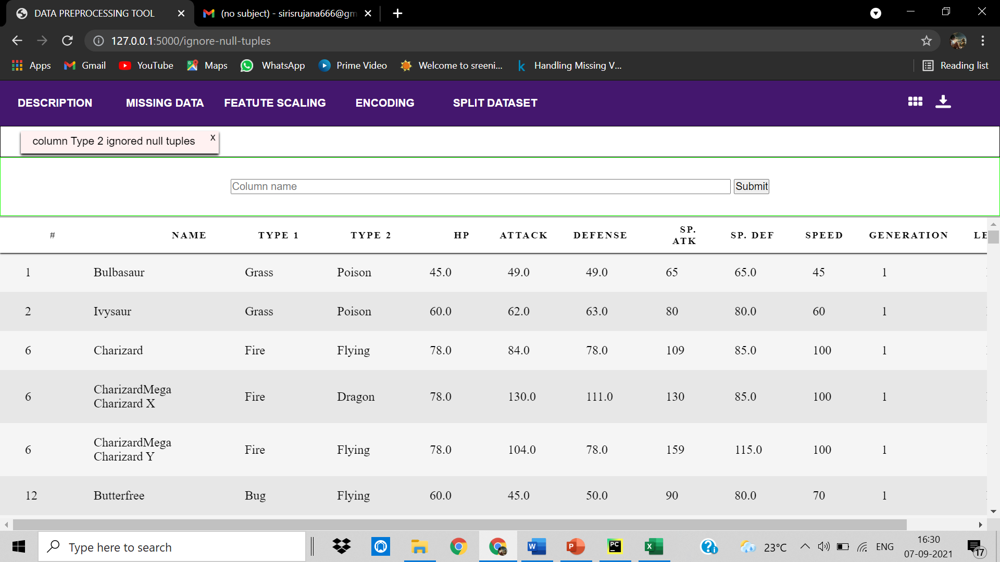 DATA PREPROCESSING TOOL
(no subject) - sirisrujana666@gm
127.0.0.1:5000/ignore-null-tuples
Apps Gmail YouTube Maps WhatsApp Prime Video Welcome to sreeni... Handling Missing V... Reading list
DESCRIPTION MISSING DATA FEATUTE SCALING ENCODING SPLIT DATASET
column Type 2 ignored null tuples x
Column name Submit
# NAME TYPE 1 TYPE 2 HP ATTACK DEFENSE SP. ATK SP. DEF SPEED GENERATION LE
1 Bulbasaur Grass Poison 45.0 49.0 49.0 65 65.0 45 1
2 Ivysaur Grass Poison 60.0 62.0 63.0 80 80.0 60 1
6 Charizard Fire Flying 78.0 84.0 78.0 109 85.0 100 1
6 CharizardMega Charizard X Fire Dragon 78.0 130.0 111.0 130 85.0 100 1
6 CharizardMega Charizard Y Fire Flying 78.0 104.0 78.0 159 115.0 100 1
12 Butterfree Bug Flying 60.0 45.0 50.0 90 80.0 70 1
Type here to search
23°C ENG
16:30
07-09-2021
17